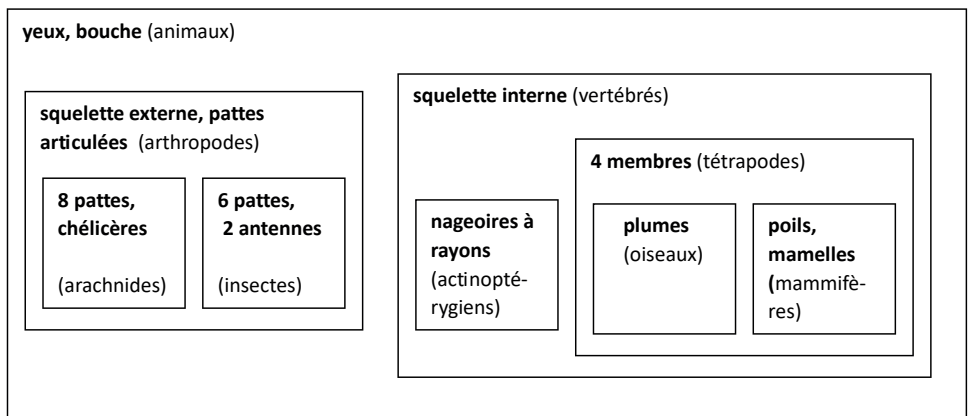 yeux, bouche (animaux)
squelette externe, pattes
articulées (arthropodes)
8 pattes,
chélicères
(arachnides)
6 pattes,
2 antennes
(insectes)
squelette interne (vertébrés)
nageoires à
rayons
(actinopté-
rygiens)
4 membres (tétrapodes)
plumes
(oiseaux)
poils,
mamelles
(mammifè-
res)